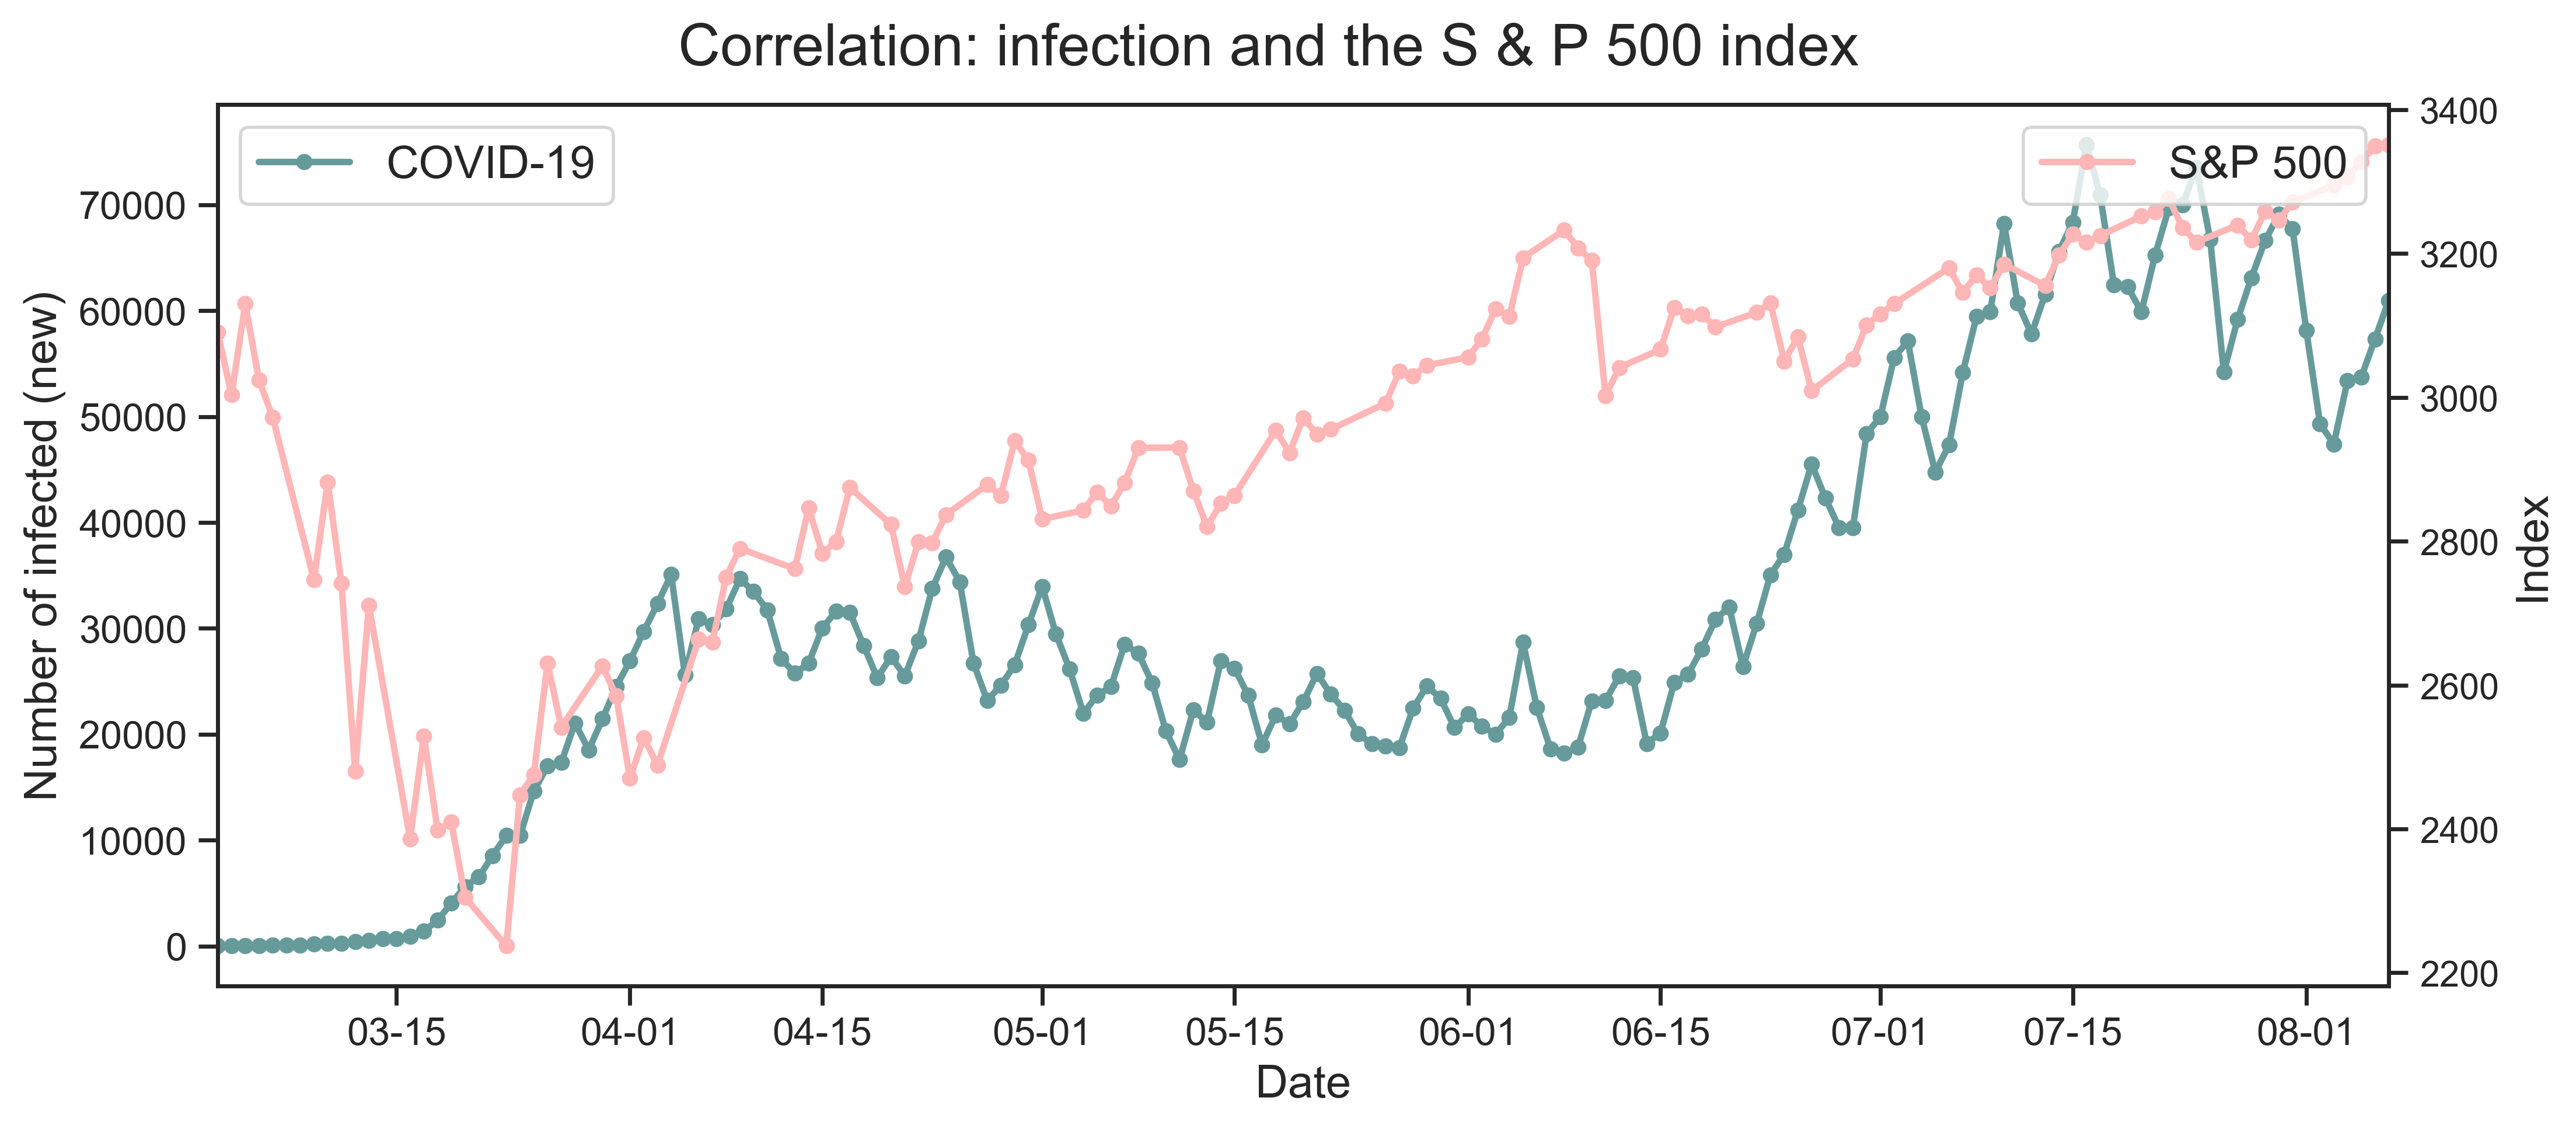 Correlation: infection and the S & P 500 index
COVID-19
S&P 500
Number of infected (new)
70000
60000
50000
40000
30000
20000
10000
0
3400
3200
3000
2800
2600
2400
2200
Index
03-15 04-01 04-15 05-01 05-15 06-01 06-15 07-01 07-15 08-01
Date